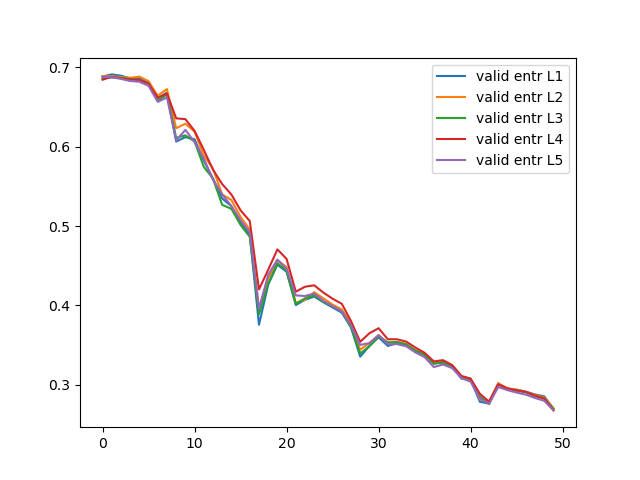 0.7
0.6
0.5
0.4
0.3
0 10 20 30 40 50
valid entr L1
valid entr L2
valid entr L3
valid entr L4
valid entr L5